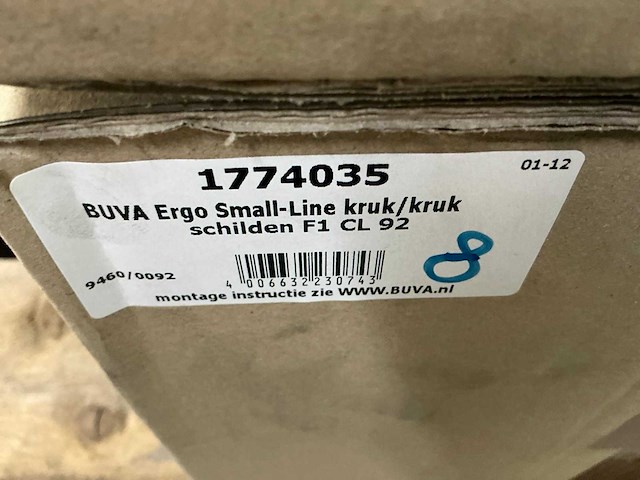 1774035
01-12
BUVA Ergo Small-Line kruk/kruk
schilden F1 CL 92
8
9460/0092
4 006632 230743
montage instructie zie WWW.BUVA.nl